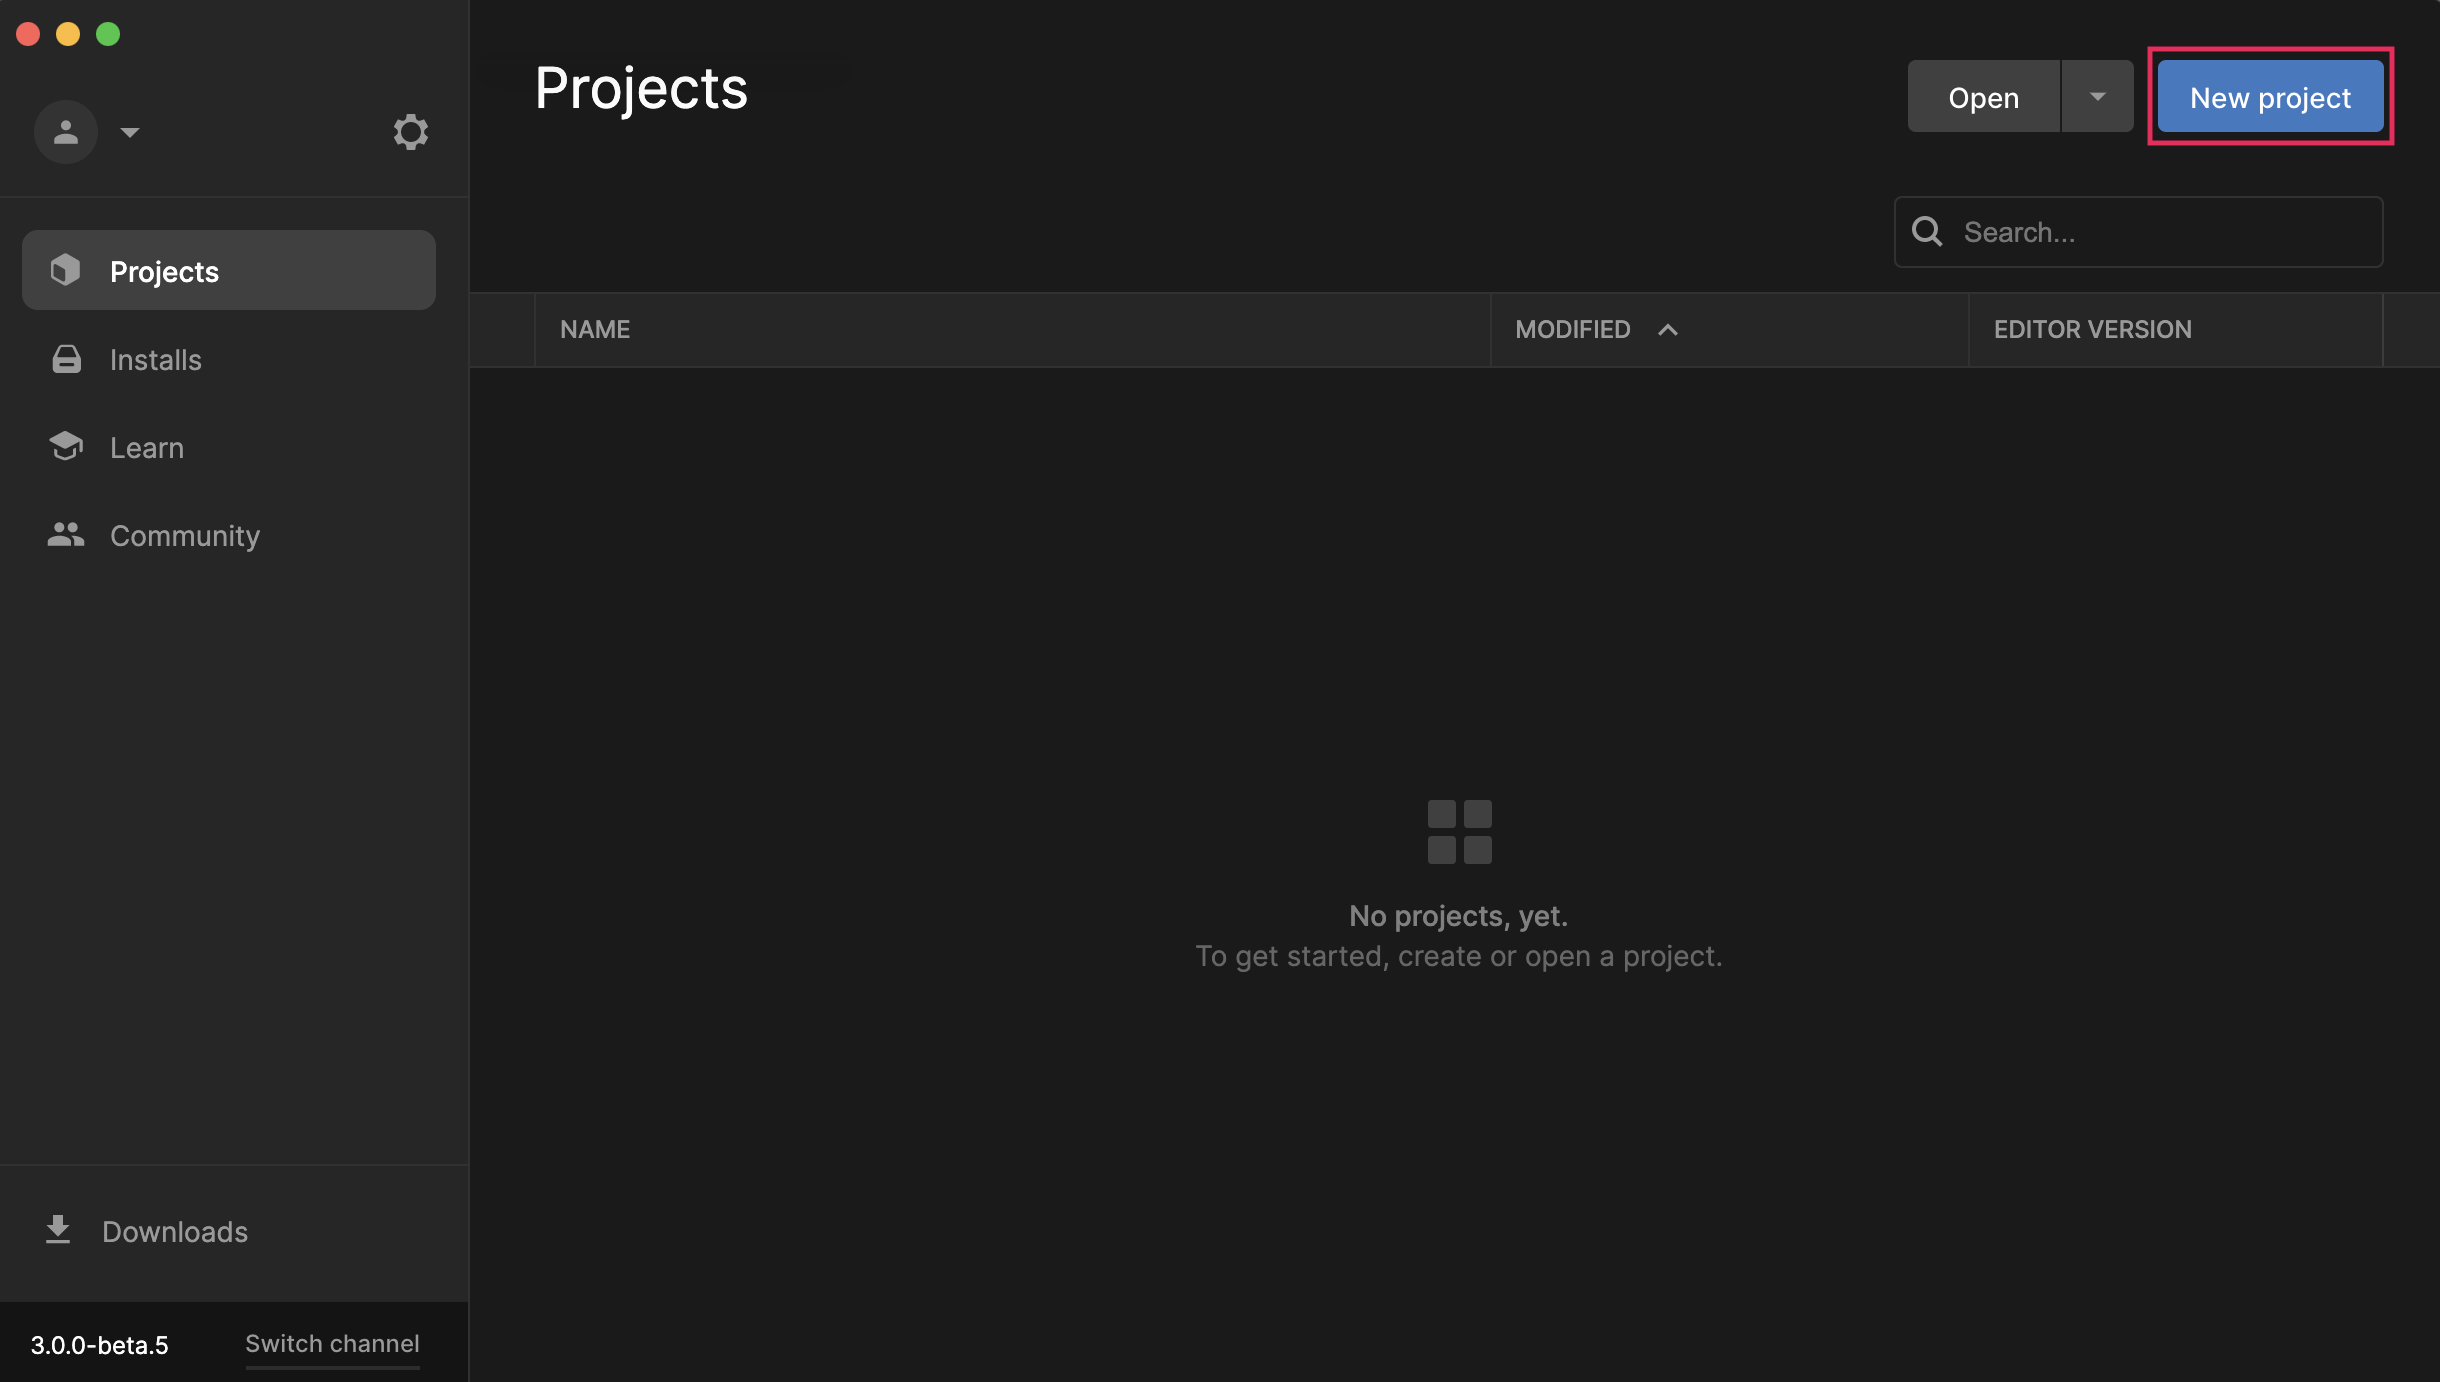 Projects
Open
New project
Search...
Projects
Installs
Learn
Community
NAME
MODIFIED
EDITOR VERSION
No projects, yet.
To get started, create or open a project.
Downloads
3.0.0-beta.5
Switch channel